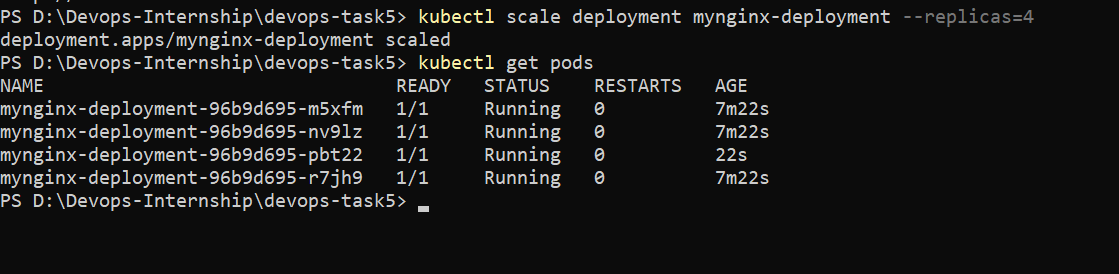 PS D:\Devops-Internship\devops-task5> kubectl scale deployment mynginx-deployment --replicas=4
deployment.apps/mynginx-deployment scaled
PS D:\Devops-Internship\devops-task5> kubectl get pods
NAME                               READY   STATUS    RESTARTS   AGE
mynginx-deployment-96b9d695-m5xfm   1/1     Running   0          7m22s
mynginx-deployment-96b9d695-nv9lz   1/1     Running   0          7m22s
mynginx-deployment-96b9d695-pbt22   1/1     Running   0          22s
mynginx-deployment-96b9d695-r7jh9   1/1     Running   0          7m22s
PS D:\Devops-Internship\devops-task5>